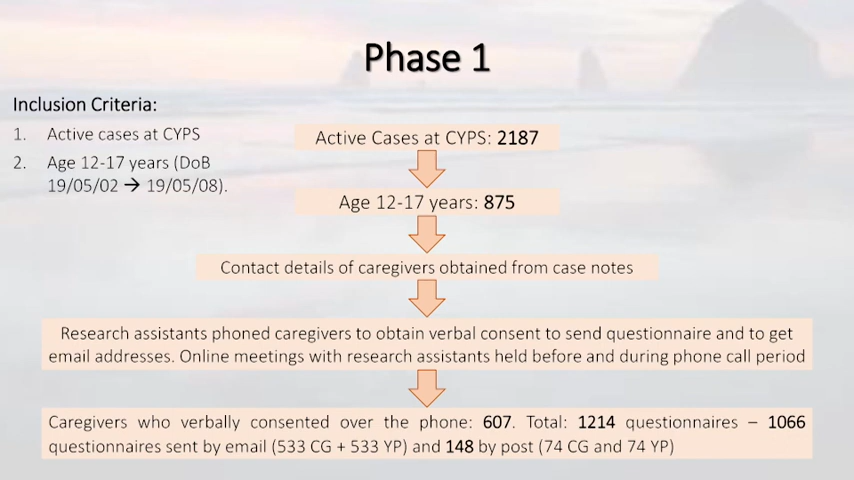 Phase 1
Inclusion Criteria:
1. Active cases at CYPS
2. Age 12-17 years (DoB
19/05/02 → 19/05/08).
Active Cases at CYPS: 2187
Age 12-17 years: 875
Contact details of caregivers obtained from case notes
Research assistants phoned caregivers to obtain verbal consent to send questionnaire and to get
email addresses. Online meetings with research assistants held before and during phone call period
Caregivers who verbally consented over the phone: 607. Total: 1214 questionnaires – 1066
questionnaires sent by email (533 CG + 533 YP) and 148 by post (74 CG and 74 YP)